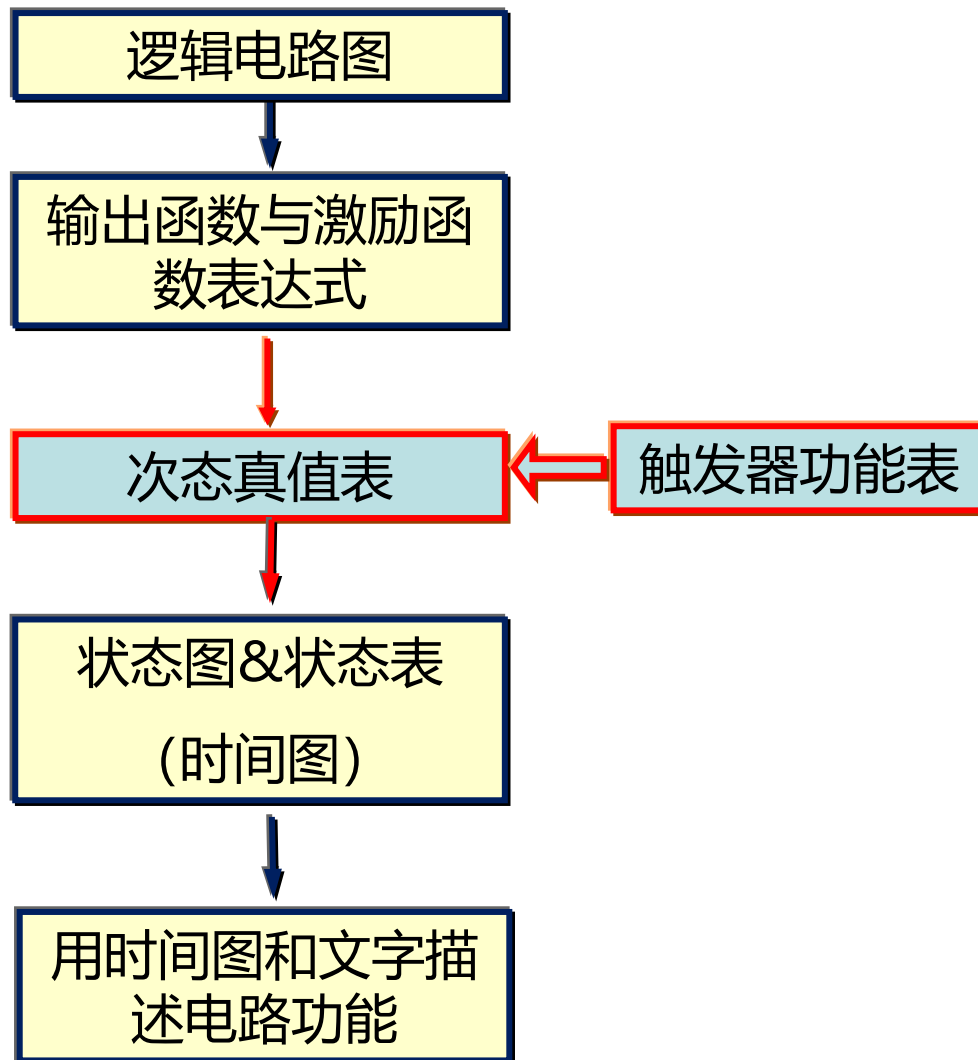 逻辑电路图
输出函数与激励函
数表达式
次态真值表
触发器功能表
状态图&状态表
（时间图）
用时间图和文字描
述电路功能